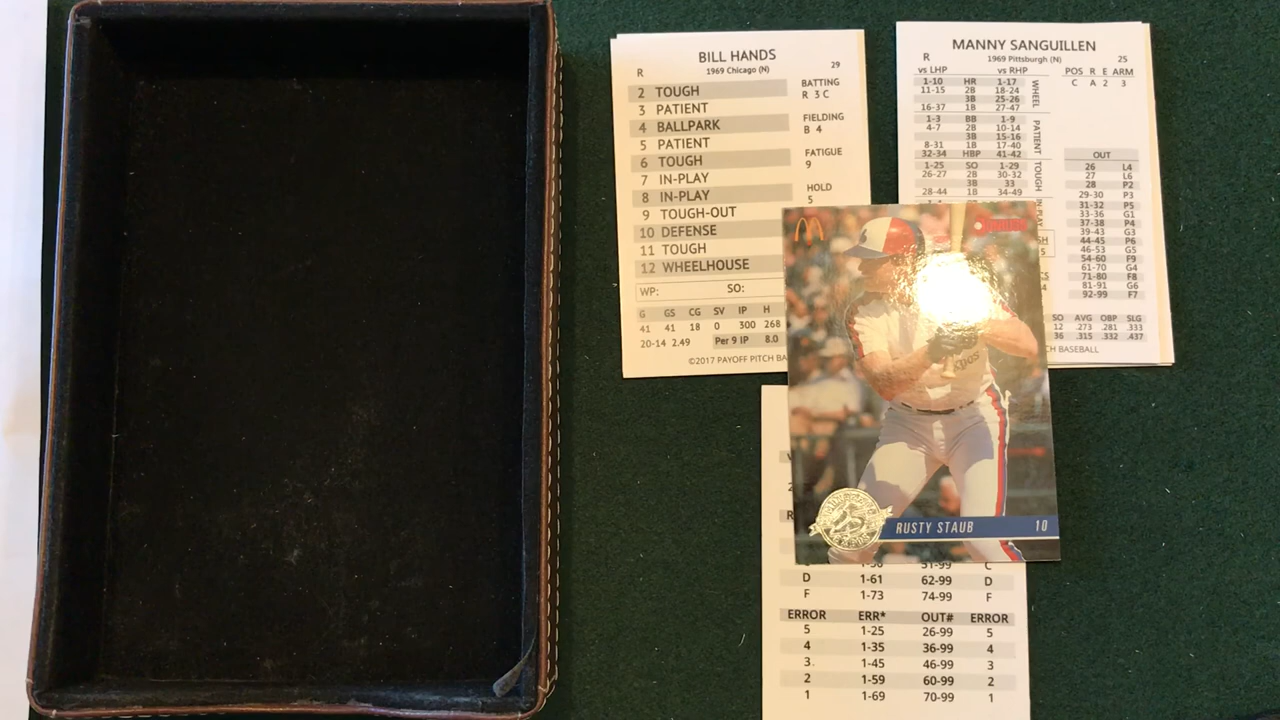 BILL HANDS
R
1969 Chicago (N)
29
2 TOUGH
3 PATIENT
4 BALLPARK
5 PATIENT
6 TOUGH
7 IN-PLAY
8 IN-PLAY
9 TOUGH-OUT
10 DEFENSE
11 TOUGH
12 WHEELHOUSE
BATTING
R 3 C
FIELDING
B 4
FATIGUE
9
HOLD
5
WP: SO:
G GS CG SV IP H
41 41 18 0 300 268
20-14 2.49 Per 9 IP 8.0
©2017 PAYOFF PITCH BA
MANNY SANGUILLEN
R
1969 Pittsburgh (N)
25
vs LHP vs RHP
1-10 HR 1-17
11-15 2B 18-24
3B 25-26
16-37 1B 27-47
WHEEL
1-3 BB 1-9
4-7 2B 10-14
3B 15-16
8-31 1B 17-40
32-34 HBP 41-42
PATIENT
1-25 SO 1-29
26-27 2B 30-32
3B 33
28-44 1B 34-49
TOUGH
IN-PLAY
POS R E ARM
C A 2 3
OUT
26 L4
27 L6
28 P2
29-30 P3
31-32 P5
33-36 G1
37-38 P4
39-43 G3
44-45 P6
46-53 G5
54-60 F9
61-70 G4
71-80 F8
81-91 G6
92-99 F7
SO AVG OBP SLG
12 .273 .281 .333
36 .315 .332 .437
CH BASEBALL
RUSTY STAUB 10
D 1-61 62-99 D
F 1-73 74-99 F
ERROR ERR* OUT# ERROR
5 1-25 26-99 5
4 1-35 36-99 4
3 1-45 46-99 3
2 1-59 60-99 2
1 1-69 70-99 1